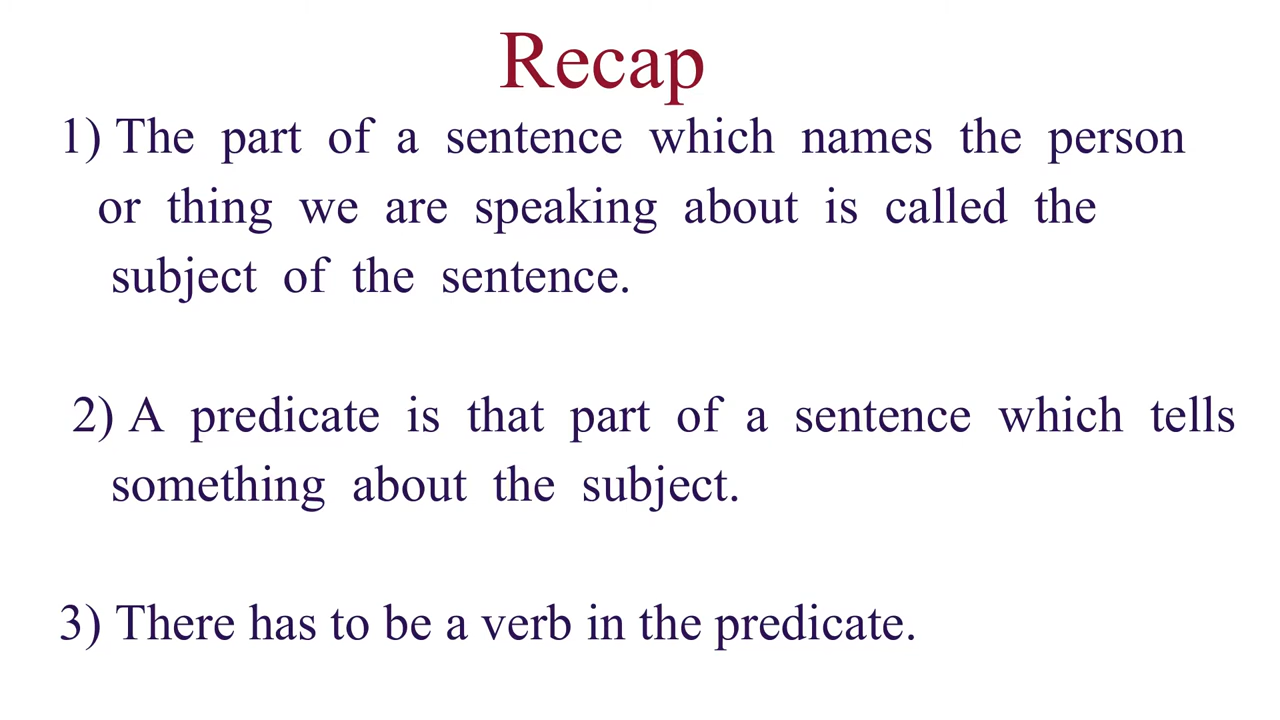 Recap
1) The part of a sentence which names the person
or thing we are speaking about is called the
subject of the sentence.
2) A predicate is that part of a sentence which tells
something about the subject.
3) There has to be a verb in the predicate.